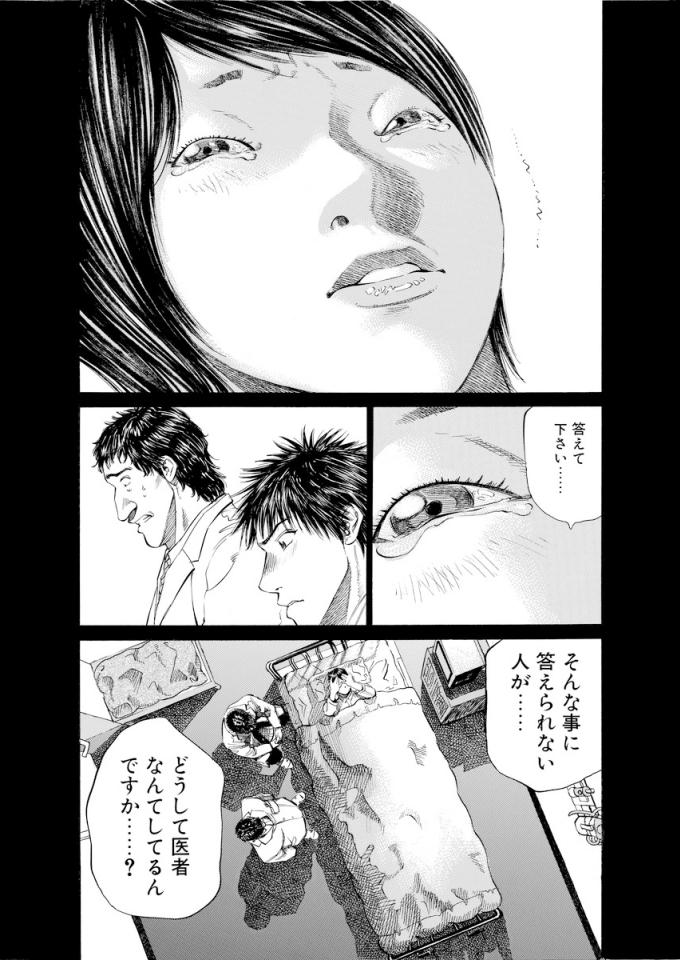 ……………
答えて
下さい……
そんな事に
答えられない
人が……
どうして医者
なんてしてるん
ですか……?